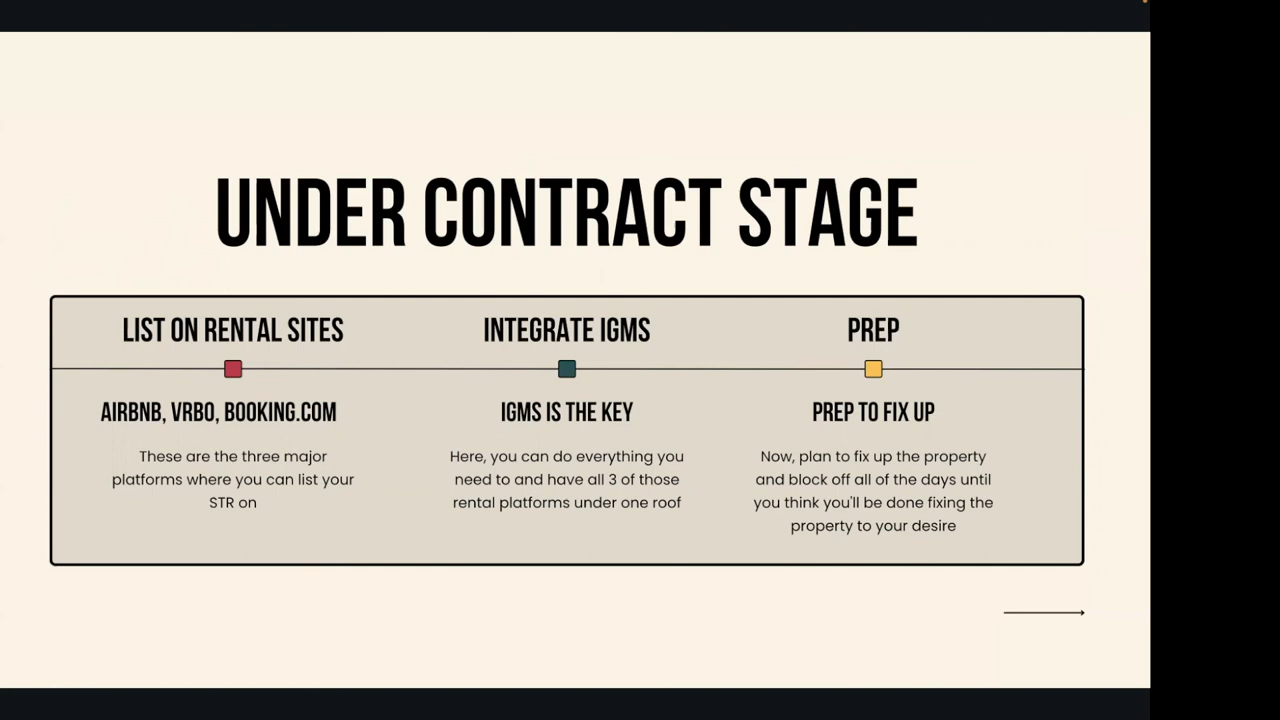 UNDER CONTRACT STAGE
LIST ON RENTAL SITES
AIRBNB, VRBO, BOOKING.COM
These are the three major
platforms where you can list your
STR on
INTEGRATE IGMS
IGMS IS THE KEY
Here, you can do everything you
need to and have all 3 of those
rental platforms under one roof
PREP
PREP TO FIX UP
Now, plan to fix up the property
and block off all of the days until
you think you'll be done fixing the
property to your desire